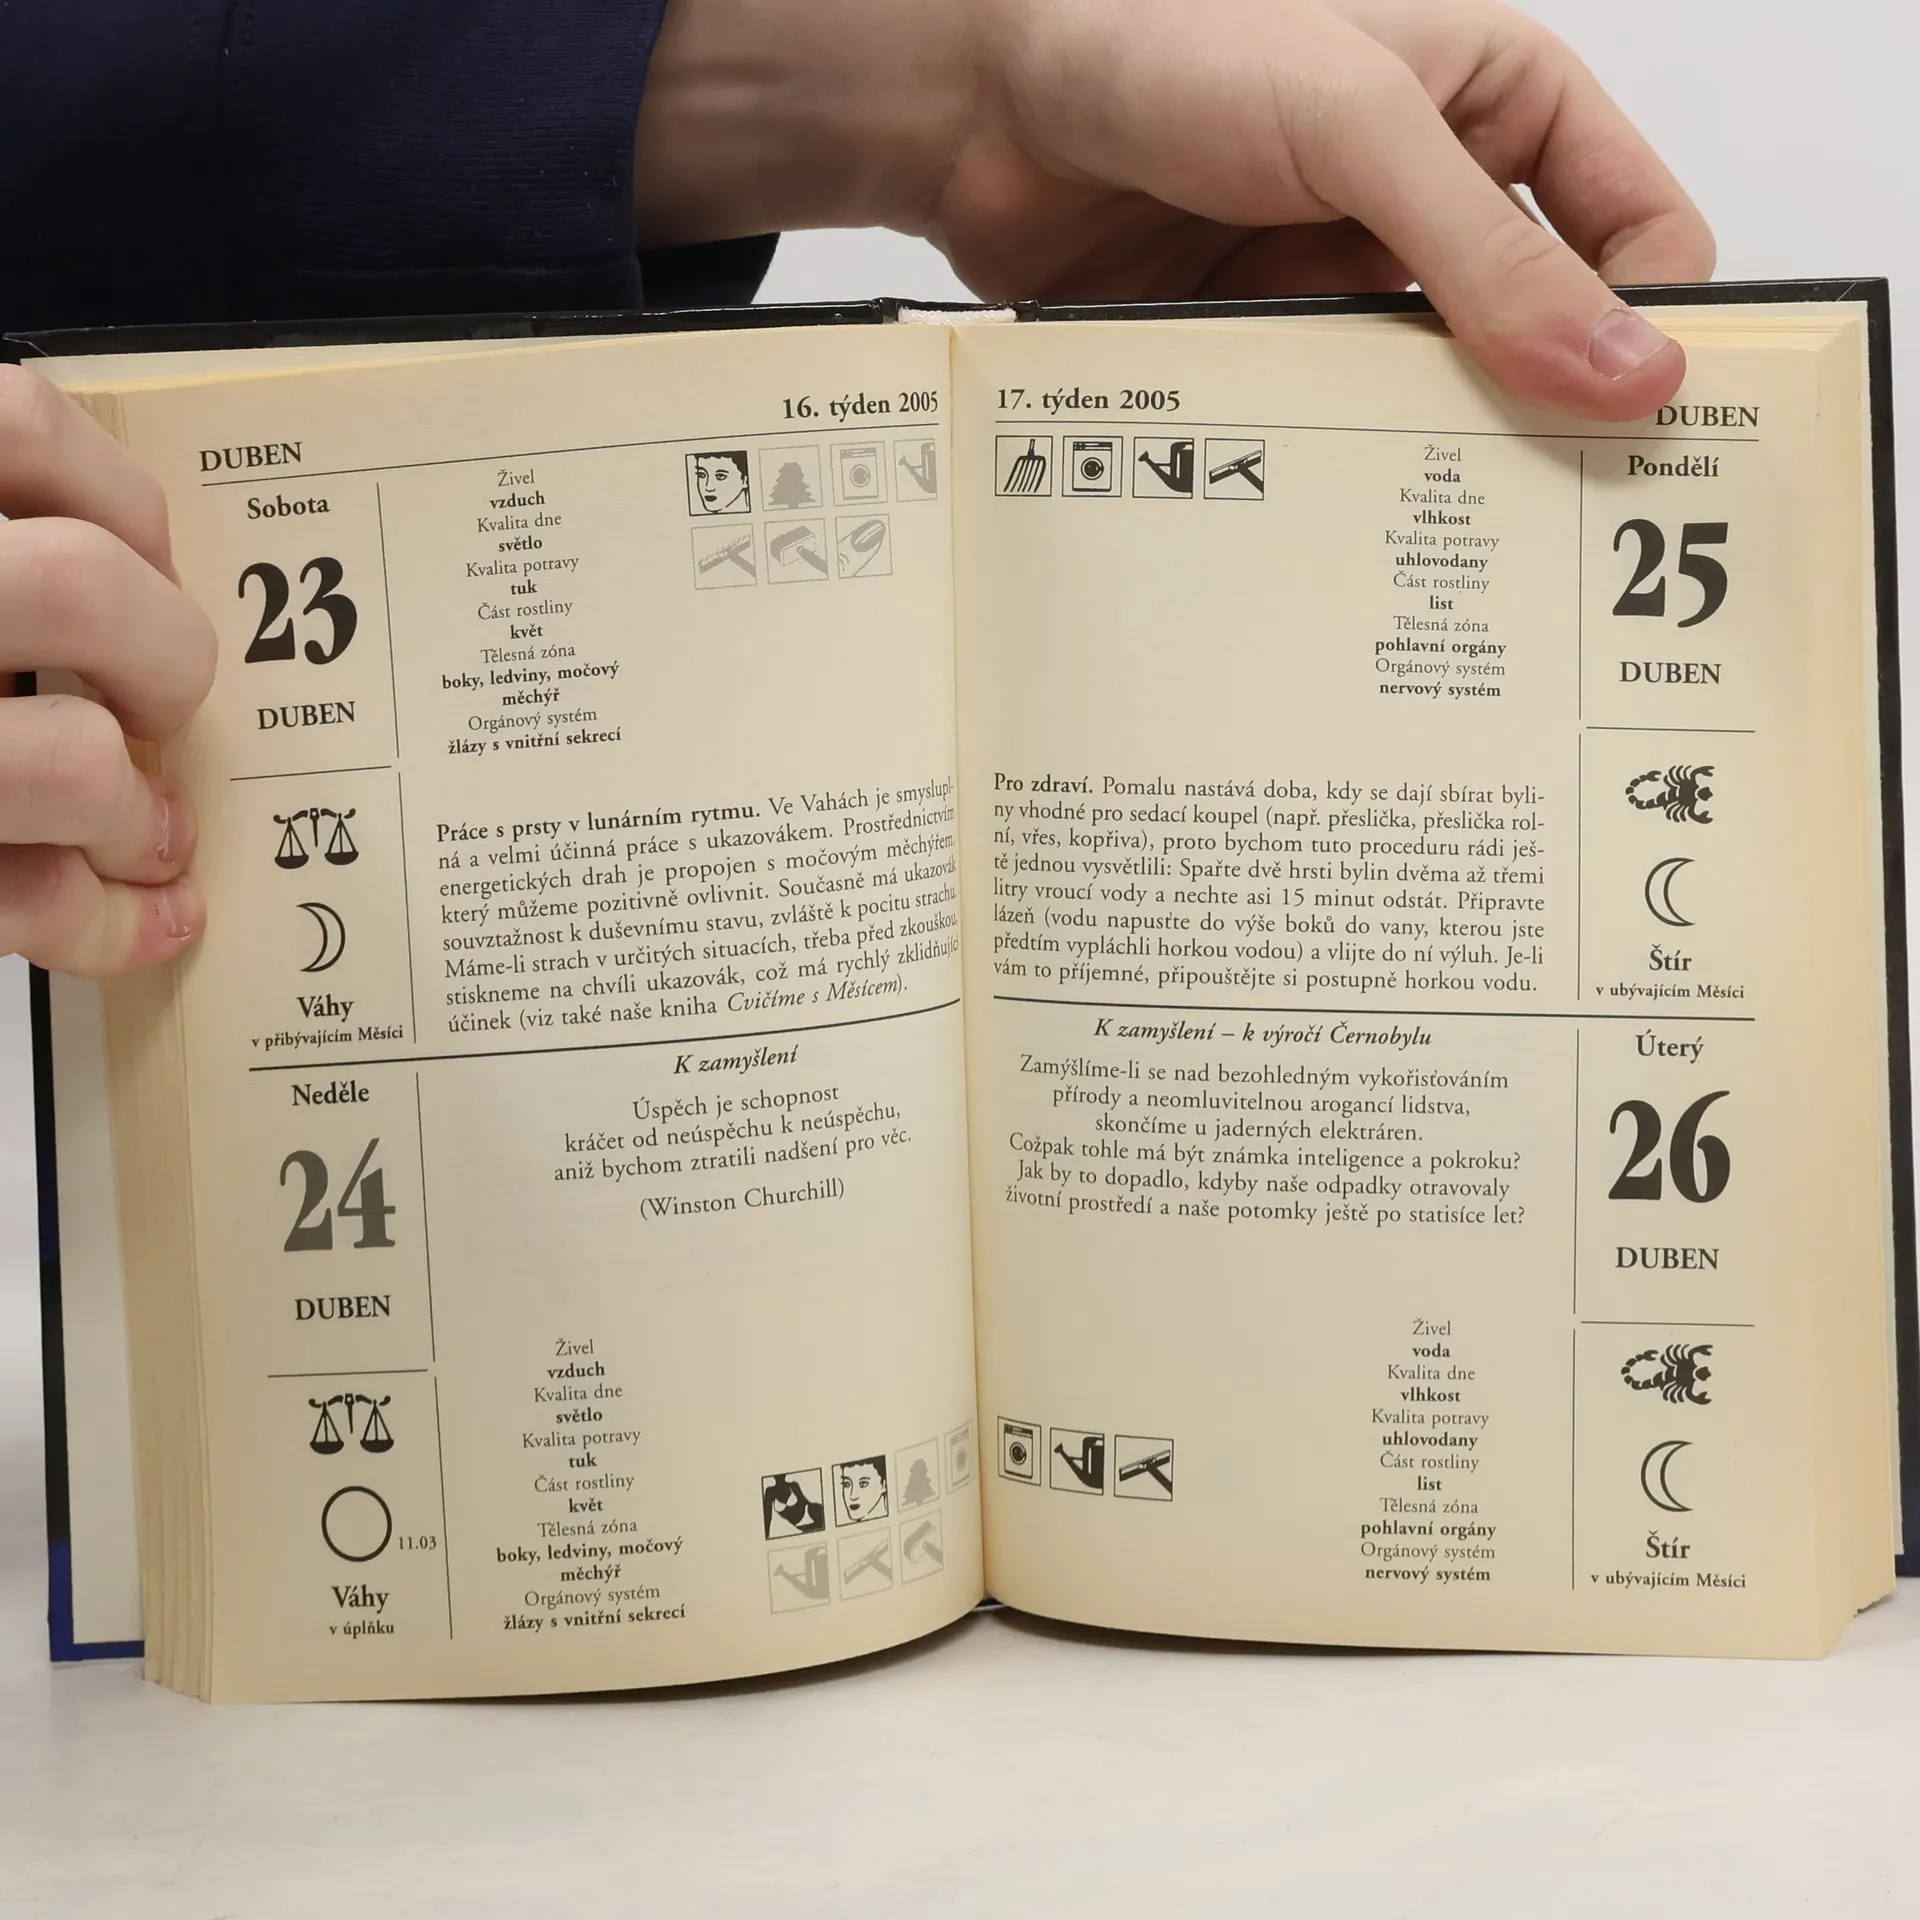 16. týden 2005
DUBEN
Sobota
23
DUBEN
Váhy
v přibývajícím Měsíci
Živel
vzduch
Kvalita dne
světlo
Kvalita potravy
tuk
Část rostliny
květ
Tělesná zóna
boky, ledviny, močový
měchýř
Orgánový systém
žlázy s vnitřní sekrecí
Práce s prsty v lunárním rytmu. Ve Vahách je smyslupl-
ná a velmi účinná práce s ukazovákem. Prostřednictvím
energetických drah je propojen s močovým měchýřem,
který můžeme pozitivně ovlivnit. Současně má ukazovák
souvztažnost k duševnímu stavu, zvláště k pocitu strachu.
Máme-li strach v určitých situacích, třeba před zkouškou,
stiskneme na chvíli ukazovák, což má rychlý zklidňující
účinek (viz také naše kniha Cvičíme s Měsícem).
Neděle
24
DUBEN
11.03
Váhy
v úplňku
K zamyšlení
Úspěch je schopnost
kráčet od neúspěchu k neúspěchu,
aniž bychom ztratili nadšení pro věc.
(Winston Churchill)
Živel
vzduch
Kvalita dne
světlo
Kvalita potravy
tuk
Část rostliny
květ
Tělesná zóna
boky, ledviny, močový
měchýř
Orgánový systém
žlázy s vnitřní sekrecí
17. týden 2005
DUBEN
Živel
voda
Kvalita dne
vlhkost
Kvalita potravy
uhlovodany
Část rostliny
list
Tělesná zóna
pohlavní orgány
Orgánový systém
nervový systém
Pondělí
25
DUBEN
Štír
v ubývajícím Měsíci
Pro zdraví. Pomalu nastává doba, kdy se dají sbírat byli-
ny vhodné pro sedací koupel (např. přeslička, přeslička rol-
ní, vřes, kopřiva), proto bychom tuto proceduru rádi ješ-
tě jednou vysvětlili: Spařte dvě hrsti bylin dvěma až třemi
litry vroucí vody a nechte asi 15 minut odstát. Připravte
lázeň (vodu napusťte do výše boků do vany, kterou jste
předtím vypláchli horkou vodou) a vlijte do ní výluh. Je-li
vám to příjemné, připouštějte si postupně horkou vodu.
K zamyšlení – k výročí Černobylu
Zamýšlíme-li se nad bezohledným vykořisťováním
přírody a neomluvitelnou arogancí lidstva,
skončíme u jaderných elektráren.
Cožpak tohle má být známka inteligence a pokroku?
Jak by to dopadlo, kdyby naše odpadky otravovaly
životní prostředí a naše potomky ještě po statisíce let?
Úterý
26
DUBEN
Štír
v ubývajícím Měsíci
Živel
voda
Kvalita dne
vlhkost
Kvalita potravy
uhlovodany
Část rostliny
list
Tělesná zóna
pohlavní orgány
Orgánový systém
nervový systém